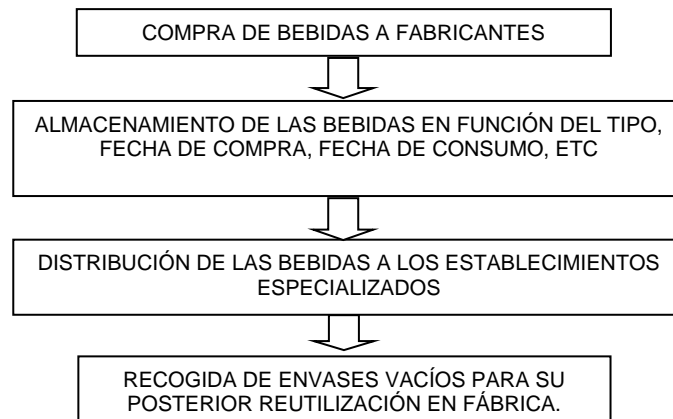 COMPRA DE BEBIDAS A FABRICANTES
ALMACENAMIENTO DE LAS BEBIDAS EN FUNCIÓN DEL TIPO,
FECHA DE COMPRA, FECHA DE CONSUMO, ETC
DISTRIBUCIÓN DE LAS BEBIDAS A LOS ESTABLECIMIENTOS
ESPECIALIZADOS
RECOGIDA DE ENVASES VACÍOS PARA SU
POSTERIOR REUTILIZACIÓN EN FÁBRICA.